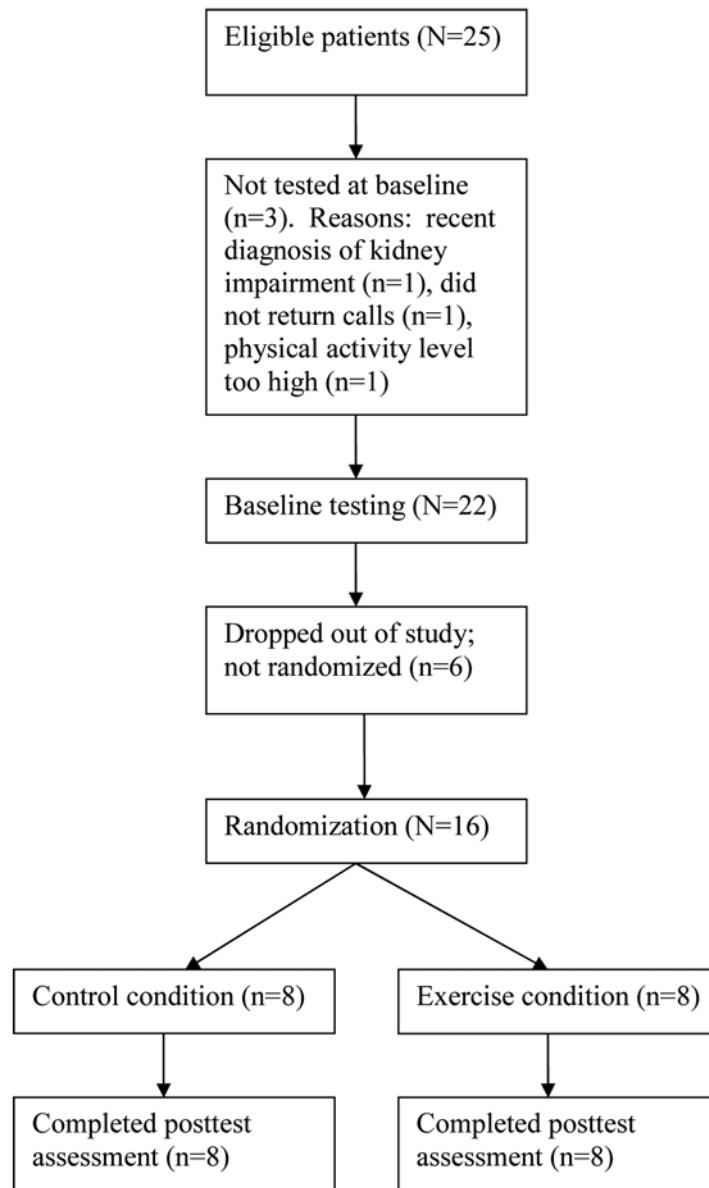 Eligible patients (N=25)
Not tested at baseline
(n=3).  Reasons:  recent
diagnosis of kidney
impairment (n=1), did
not return calls (n=1),
physical activity level
too high (n=1)
Baseline testing (N=22)
Dropped out of study;
not randomized (n=6)
Randomization (N=16)
Control condition (n=8)
Exercise condition (n=8)
Completed posttest
assessment (n=8)
Completed posttest
assessment (n=8)